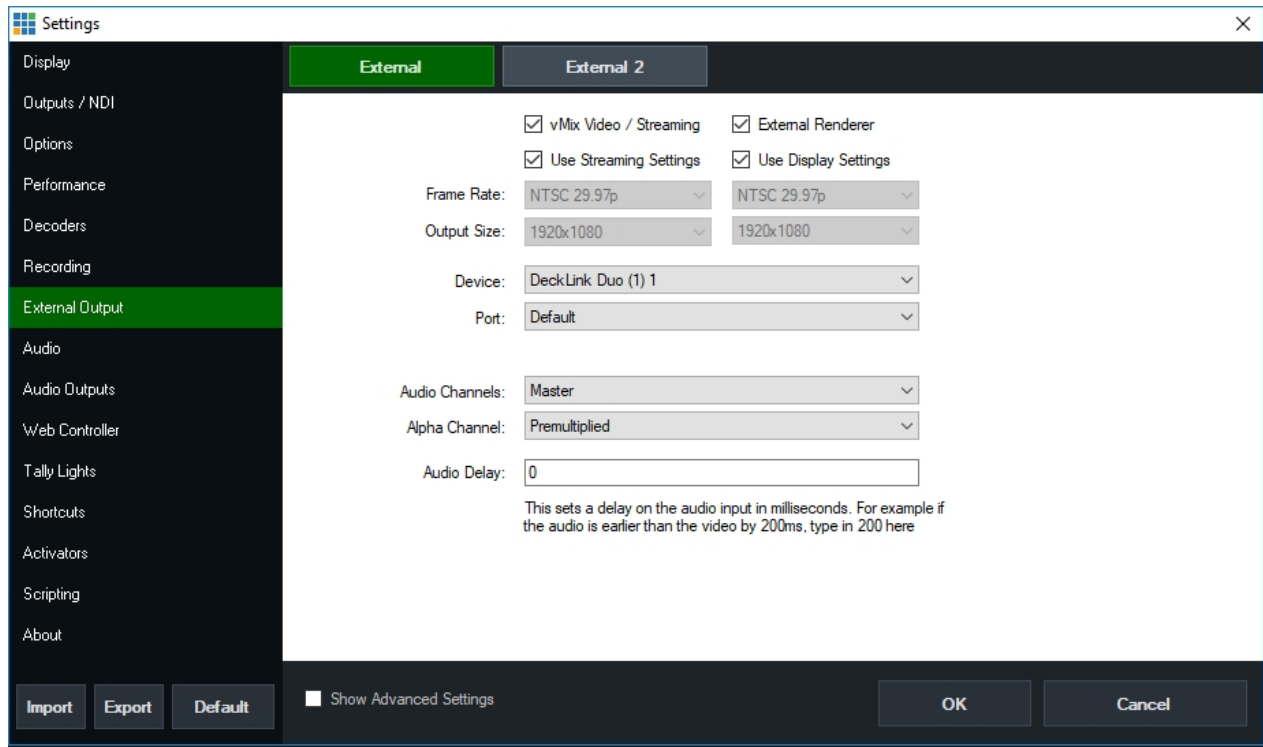 Settings
Display
Outputs / NDI
Options
Performance
Decoders
Recording
External Output
Audio
Audio Outputs
Web Controller
Tally Lights
Shortcuts
Activators
Scripting
About
Import Export Default
External External 2
vMix Video / Streaming External Renderer
Use Streaming Settings Use Display Settings
Frame Rate: NTSC 29.97p NTSC 29.97p
Output Size: 1920x1080 1920x1080
Device: DeckLink Duo (1) 1
Port: Default
Audio Channels: Master
Alpha Channel: Premultiplied
Audio Delay: 0
This sets a delay on the audio input in milliseconds. For example if
the audio is earlier than the video by 200ms, type in 200 here
Show Advanced Settings OK Cancel